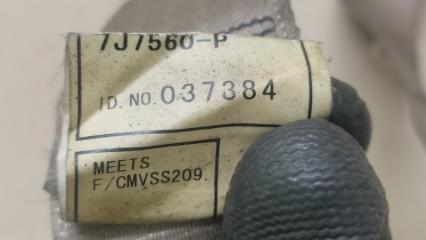 7J7560-P
ID. NO. 037384
MEETS
F/CMVSS209.